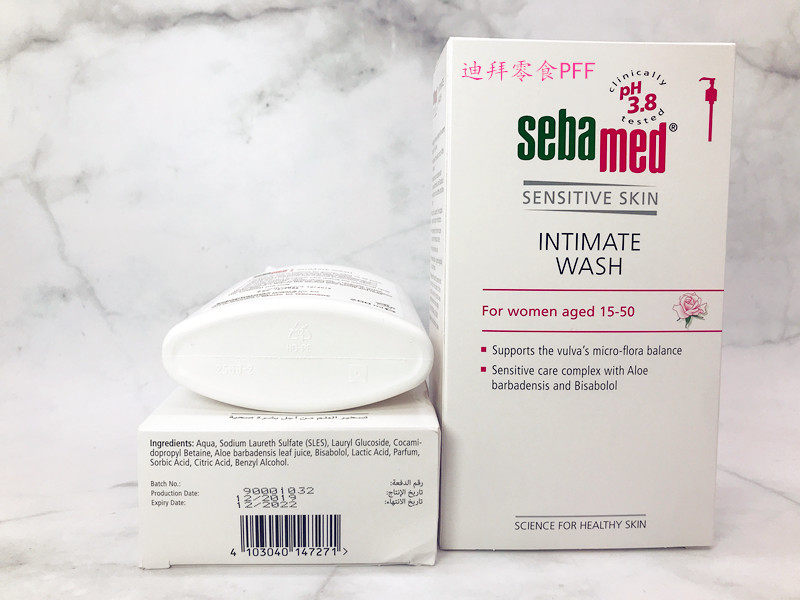 迪拜零食PFF
clinically
pH
3.8
tested
sebamed®
SENSITIVE SKIN
INTIMATE
WASH
For women aged 15-50
Supports the vulva's micro-flora balance
Sensitive care complex with Aloe
barbadensis and Bisabolol
SCIENCE FOR HEALTHY SKIN
Ingredients: Aqua, Sodium Laureth Sulfate (SLES), Lauryl Glucoside, Cocami-
dopropyl Betaine, Aloe barbadensis leaf juice, Bisabolol, Lactic Acid, Parfum,
Sorbic Acid, Citric Acid, Benzyl Alcohol.
Batch No.: 90001032 رقم الدفعة:
Production Date: 12/2019 تاريخ الإنتاج:
Expiry Date: 12/2022 تاريخ الانتهاء:
4 103040 147271 >